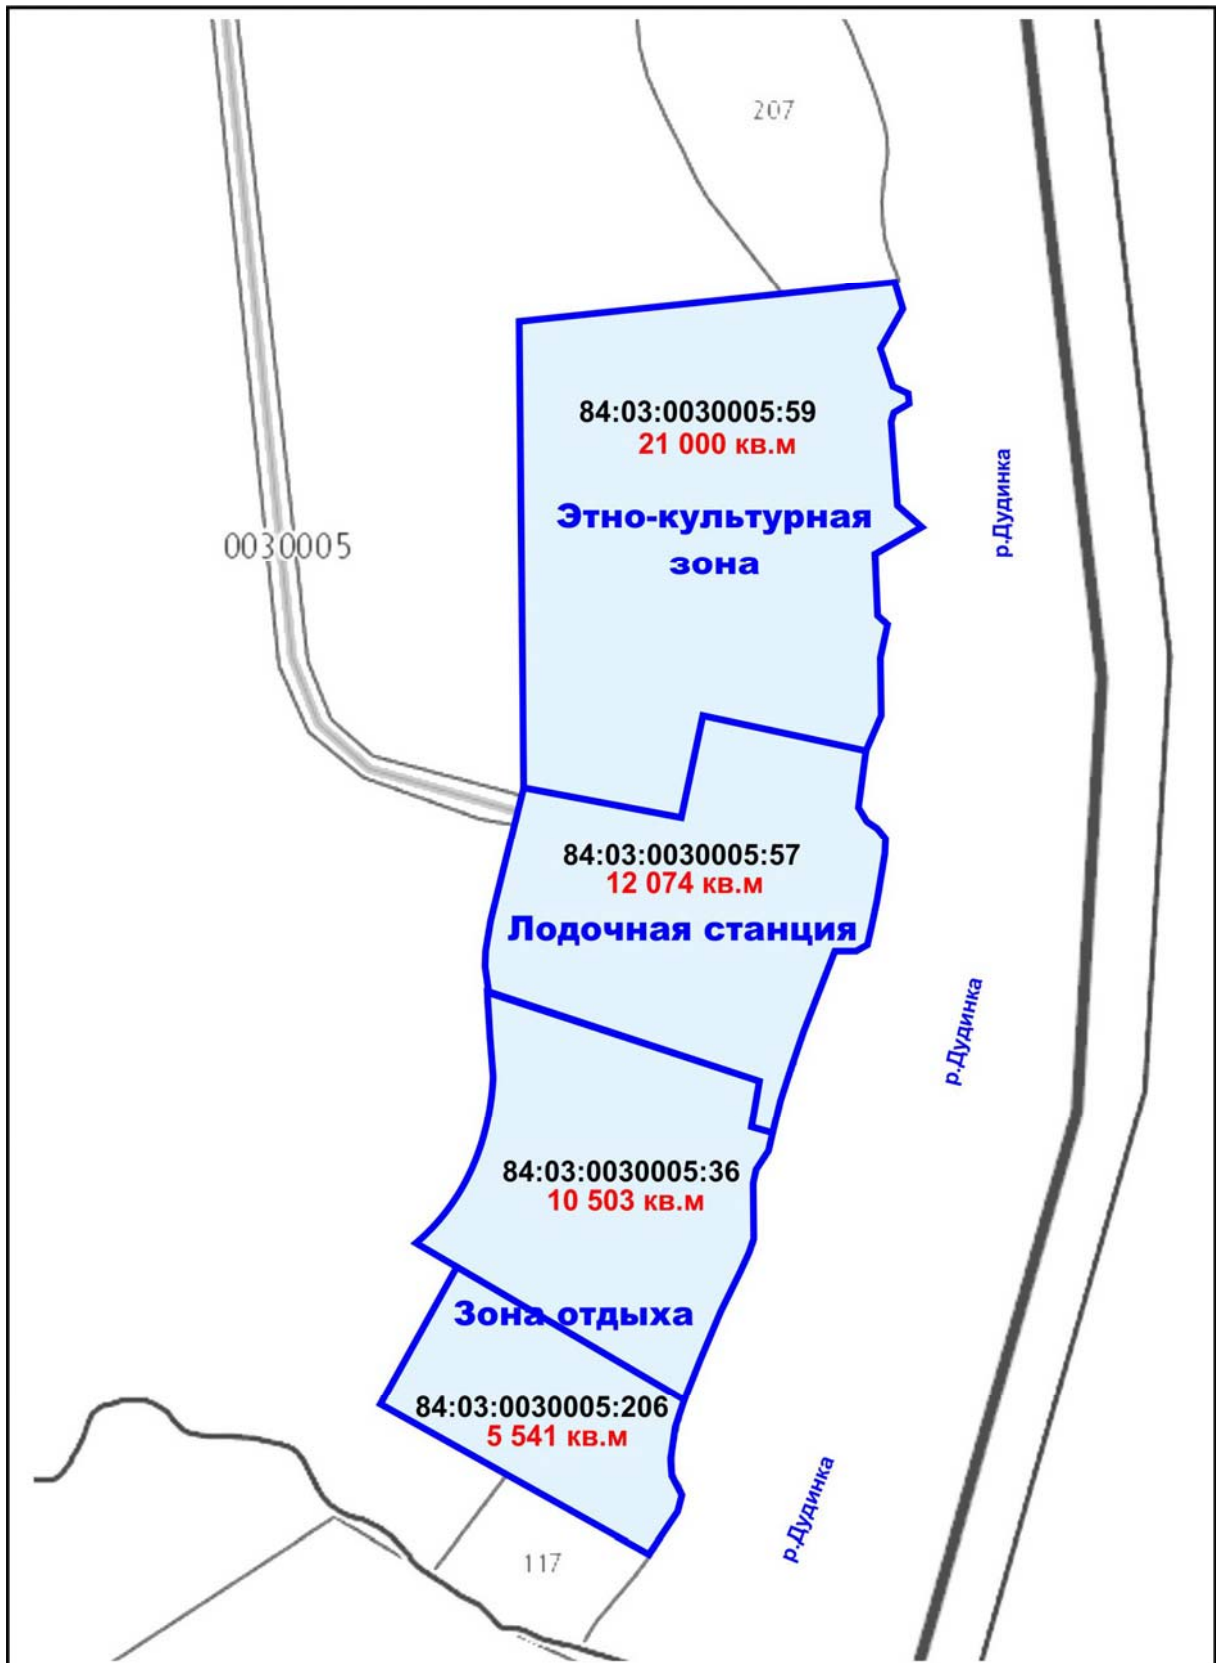 207
84:03:0030005:59
21 000 кв.м
Этно-культурная
зона
р.Дудинка
0030005
84:03:0030005:57
12 074 кв.м
Лодочная станция
р.Дудинка
84:03:0030005:36
10 503 кв.м
Зона отдыха
84:03:0030005:206
5 541 кв.м
р.Дудинка
117